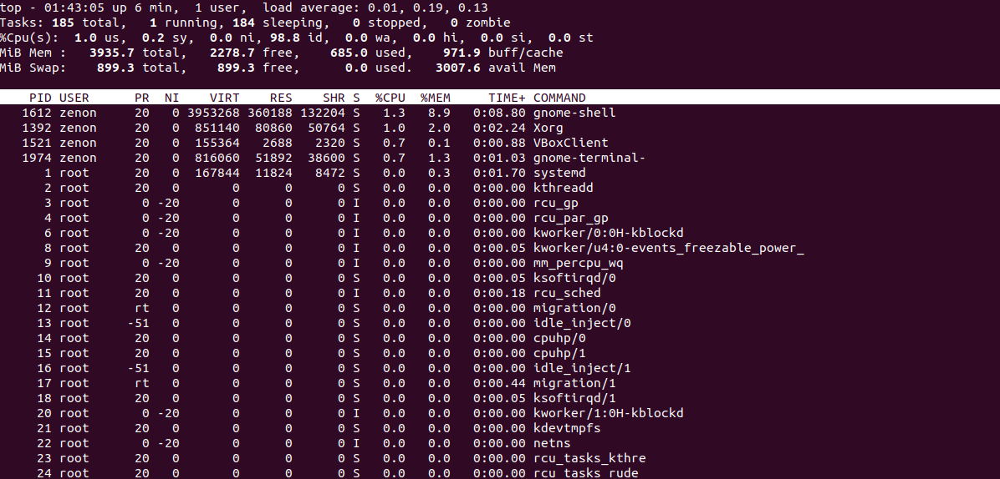 top - 01:43:05 up 6 min,  1 user,  load average: 0.01, 0.19, 0.13
Tasks: 185 total,   1 running, 184 sleeping,   0 stopped,   0 zombie
%Cpu(s):  1.0 us,  0.2 sy,  0.0 ni, 98.8 id,  0.0 wa,  0.0 hi,  0.0 si,  0.0 st
MiB Mem :   3935.7 total,   2278.7 free,    685.0 used,    971.9 buff/cache
MiB Swap:    899.3 total,    899.3 free,      0.0 used.   3007.6 avail Mem
PID USER      PR  NI    VIRT    RES    SHR S  %CPU  %MEM     TIME+ COMMAND
1612 zenon     20   0 3953268 360188 132204 S   1.3   8.9   0:08.80 gnome-shell
1392 zenon     20   0  851140  80860  50764 S   1.0   2.0   0:02.24 Xorg
1521 zenon     20   0  155364   2688   2320 S   0.7   0.1   0:00.88 VBoxClient
1974 zenon     20   0  816060  51892  38600 S   0.7   1.3   0:01.03 gnome-terminal-
1 root      20   0  167844  11824   8472 S   0.0   0.3   0:01.70 systemd
2 root      20   0       0      0      0 S   0.0   0.0   0:00.00 kthreadd
3 root       0 -20       0      0      0 I   0.0   0.0   0:00.00 rcu_gp
4 root       0 -20       0      0      0 I   0.0   0.0   0:00.00 rcu_par_gp
6 root       0 -20       0      0      0 I   0.0   0.0   0:00.00 kworker/0:0H-kblockd
8 root      20   0       0      0      0 I   0.0   0.0   0:00.05 kworker/u4:0-events_freezable_power_
9 root       0 -20       0      0      0 I   0.0   0.0   0:00.00 mm_percpu_wq
10 root      20   0       0      0      0 S   0.0   0.0   0:00.05 ksoftirqd/0
11 root      20   0       0      0      0 I   0.0   0.0   0:00.18 rcu_sched
12 root      rt   0       0      0      0 S   0.0   0.0   0:00.00 migration/0
13 root     -51   0       0      0      0 S   0.0   0.0   0:00.00 idle_inject/0
14 root      20   0       0      0      0 S   0.0   0.0   0:00.00 cpuhp/0
15 root      20   0       0      0      0 S   0.0   0.0   0:00.00 cpuhp/1
16 root     -51   0       0      0      0 S   0.0   0.0   0:00.00 idle_inject/1
17 root      rt   0       0      0      0 S   0.0   0.0   0:00.44 migration/1
18 root      20   0       0      0      0 S   0.0   0.0   0:00.05 ksoftirqd/1
20 root       0 -20       0      0      0 I   0.0   0.0   0:00.00 kworker/1:0H-kblockd
21 root      20   0       0      0      0 S   0.0   0.0   0:00.00 kdevtmpfs
22 root       0 -20       0      0      0 I   0.0   0.0   0:00.00 netns
23 root      20   0       0      0      0 S   0.0   0.0   0:00.00 rcu_tasks_kthre
24 root      20   0       0      0      0 S   0.0   0.0   0:00.00 rcu_tasks_rude_